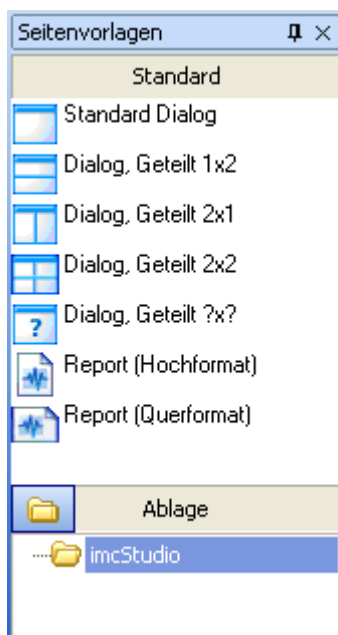 Seitenvorlagen
Standard
Standard Dialog
Dialog, Geteilt 1x2
Dialog, Geteilt 2x1
Dialog, Geteilt 2x2
? Dialog, Geteilt ?x?
Report (Hochformat)
Report (Querformat)
Ablage
imcStudio